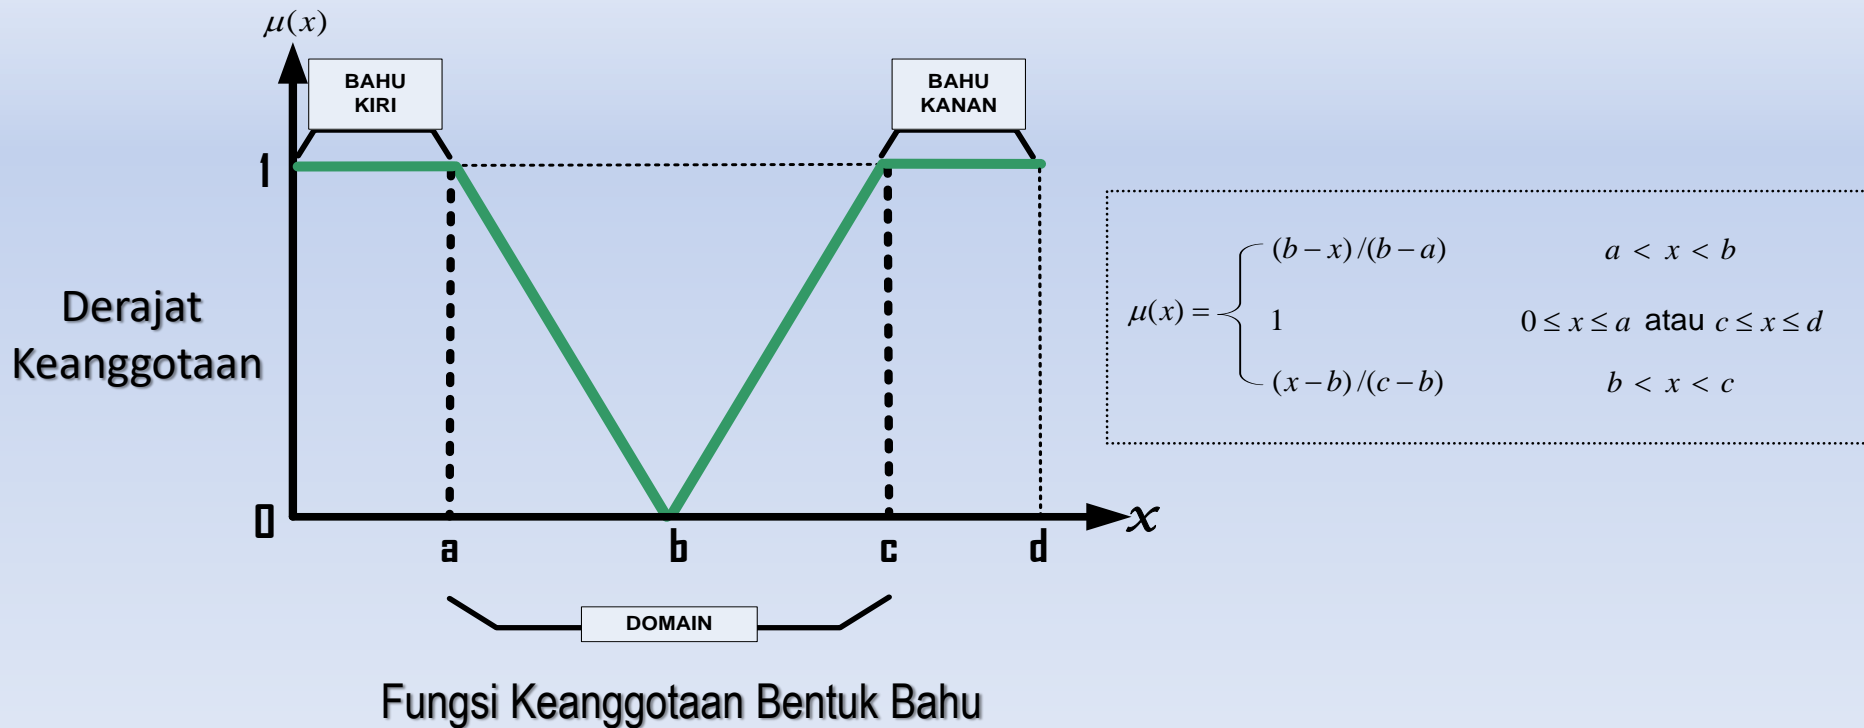 μ(x)
BAHU
KIRI
BAHU
KANAN
1
Derajat
Keanggotaan
0
a
b
c
d
x
DOMAIN
Fungsi Keanggotaan Bentuk Bahu
(b − x)/(b − a) a < x < b
μ(x) = 1 0 ≤ x ≤ a atau c ≤ x ≤ d
(x − b)/(c − b) b < x < c